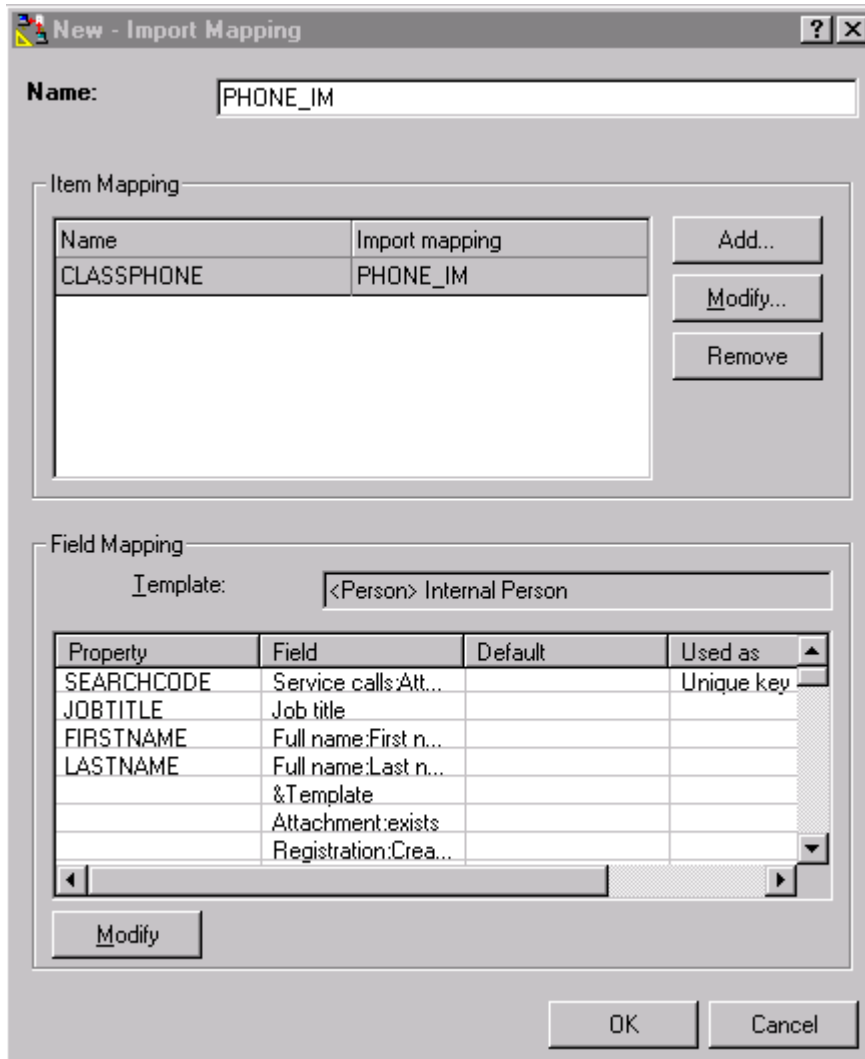 New - Import Mapping
Name: PHONE_IM
Item Mapping
Name Import mapping Add...
CLASSPHONE PHONE_IM
Modify...
Remove
Field Mapping
Template: <Person> Internal Person
Property Field Default Used as
SEARCHCODE Service calls:Att... Unique key
JOBTITLE Job title
FIRSTNAME Full name:First n...
LASTNAME Full name:Last n...
&Template
Attachment:exists
Registration:Crea...
Modify
OK Cancel